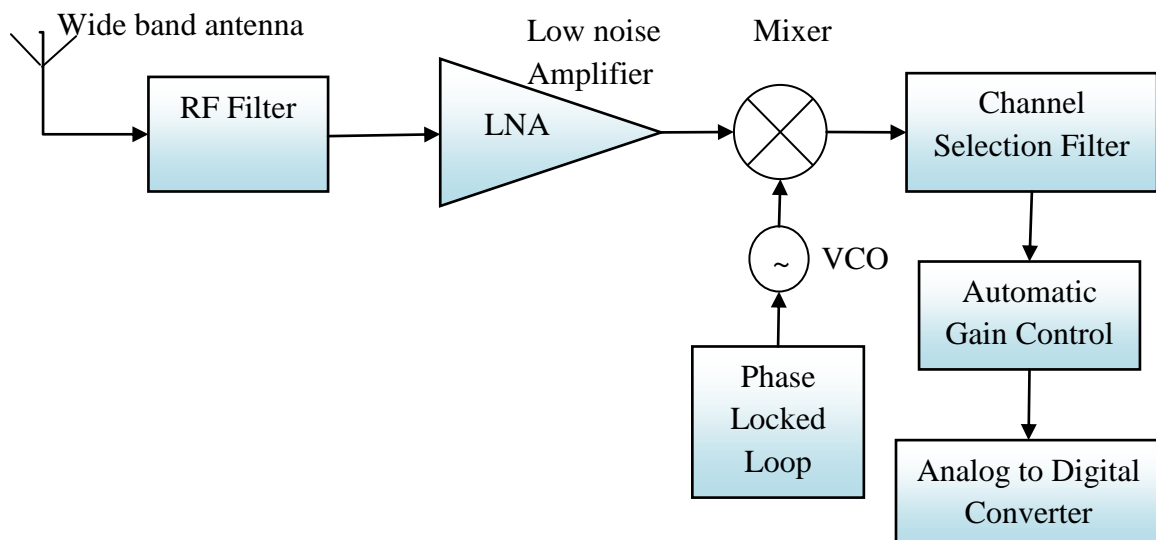 Wide band antenna
Low noise
Amplifier
Mixer
RF Filter
LNA
Channel
Selection Filter
~
VCO
Automatic
Gain Control
Phase
Locked
Loop
Analog to Digital
Converter